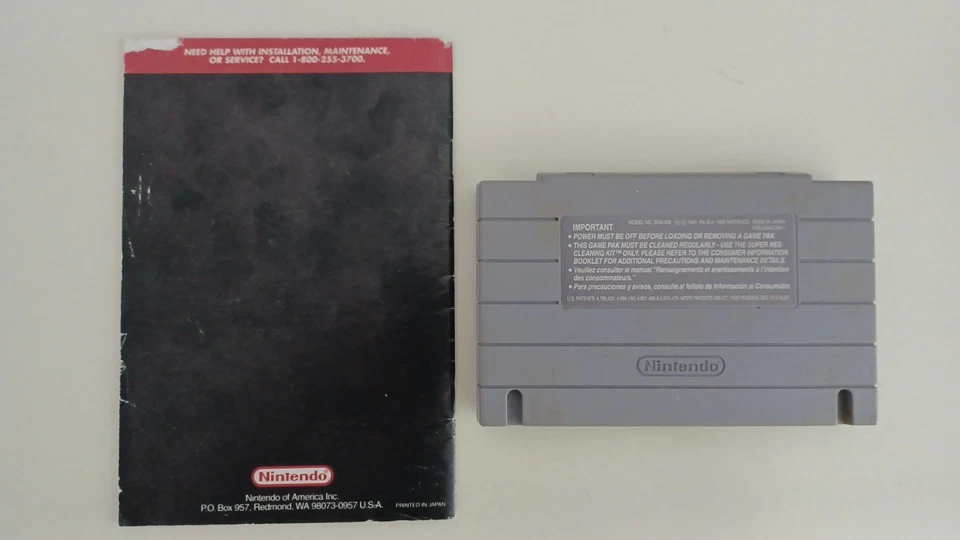 NEED HELP WITH INSTALLATION, MAINTENANCE,
OR SERVICE? CALL 1-800-255-3700.
Nintendo
Nintendo of America Inc.
P.O. Box 957, Redmond, WA 98073-0957 U.S.A.
PRINTED IN JAPAN
MODEL NO. MADE IN JAPAN
IMPORTANT
• POWER MUST BE OFF BEFORE LOADING OR REMOVING A GAME PAK.
• THIS GAME PAK MUST BE CLEANED REGULARLY - USE THE SUPER NES
CLEANING KIT™ ONLY. PLEASE REFER TO THE CONSUMER INFORMATION
BOOKLET FOR ADDITIONAL PRECAUTIONS AND MAINTENANCE DETAILS.
• Veuillez consulter le manuel "Renseignements et avertissements à l'intention
des consommateurs."
• Para precauciones y avisos, consulte al folleto de Información al Consumidor.
U.S. PATENTS
Nintendo